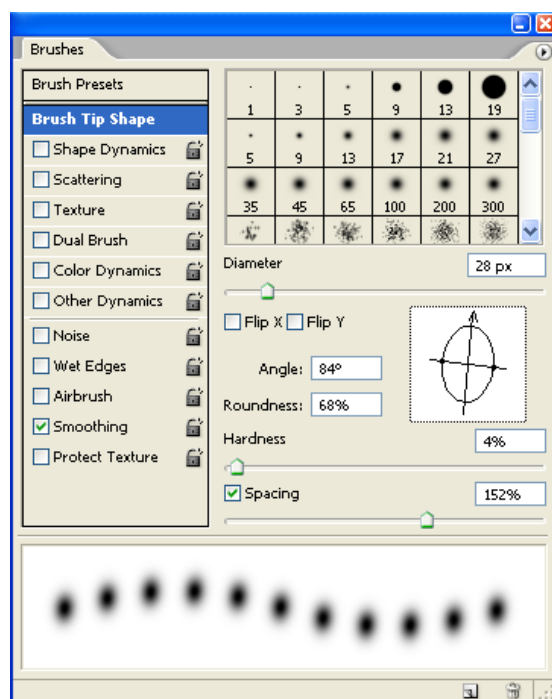 Brushes
Brush Presets
Brush Tip Shape
Shape Dynamics
Scattering
Texture
Dual Brush
Color Dynamics
Other Dynamics
Noise
Wet Edges
Airbrush
Smoothing
Protect Texture
1 3 5 9 13 19
5 9 13 17 21 27
35 45 65 100 200 300
Diameter 28 px
Flip X Flip Y
Angle: 84º
Roundness: 68%
Hardness 4%
Spacing 152%